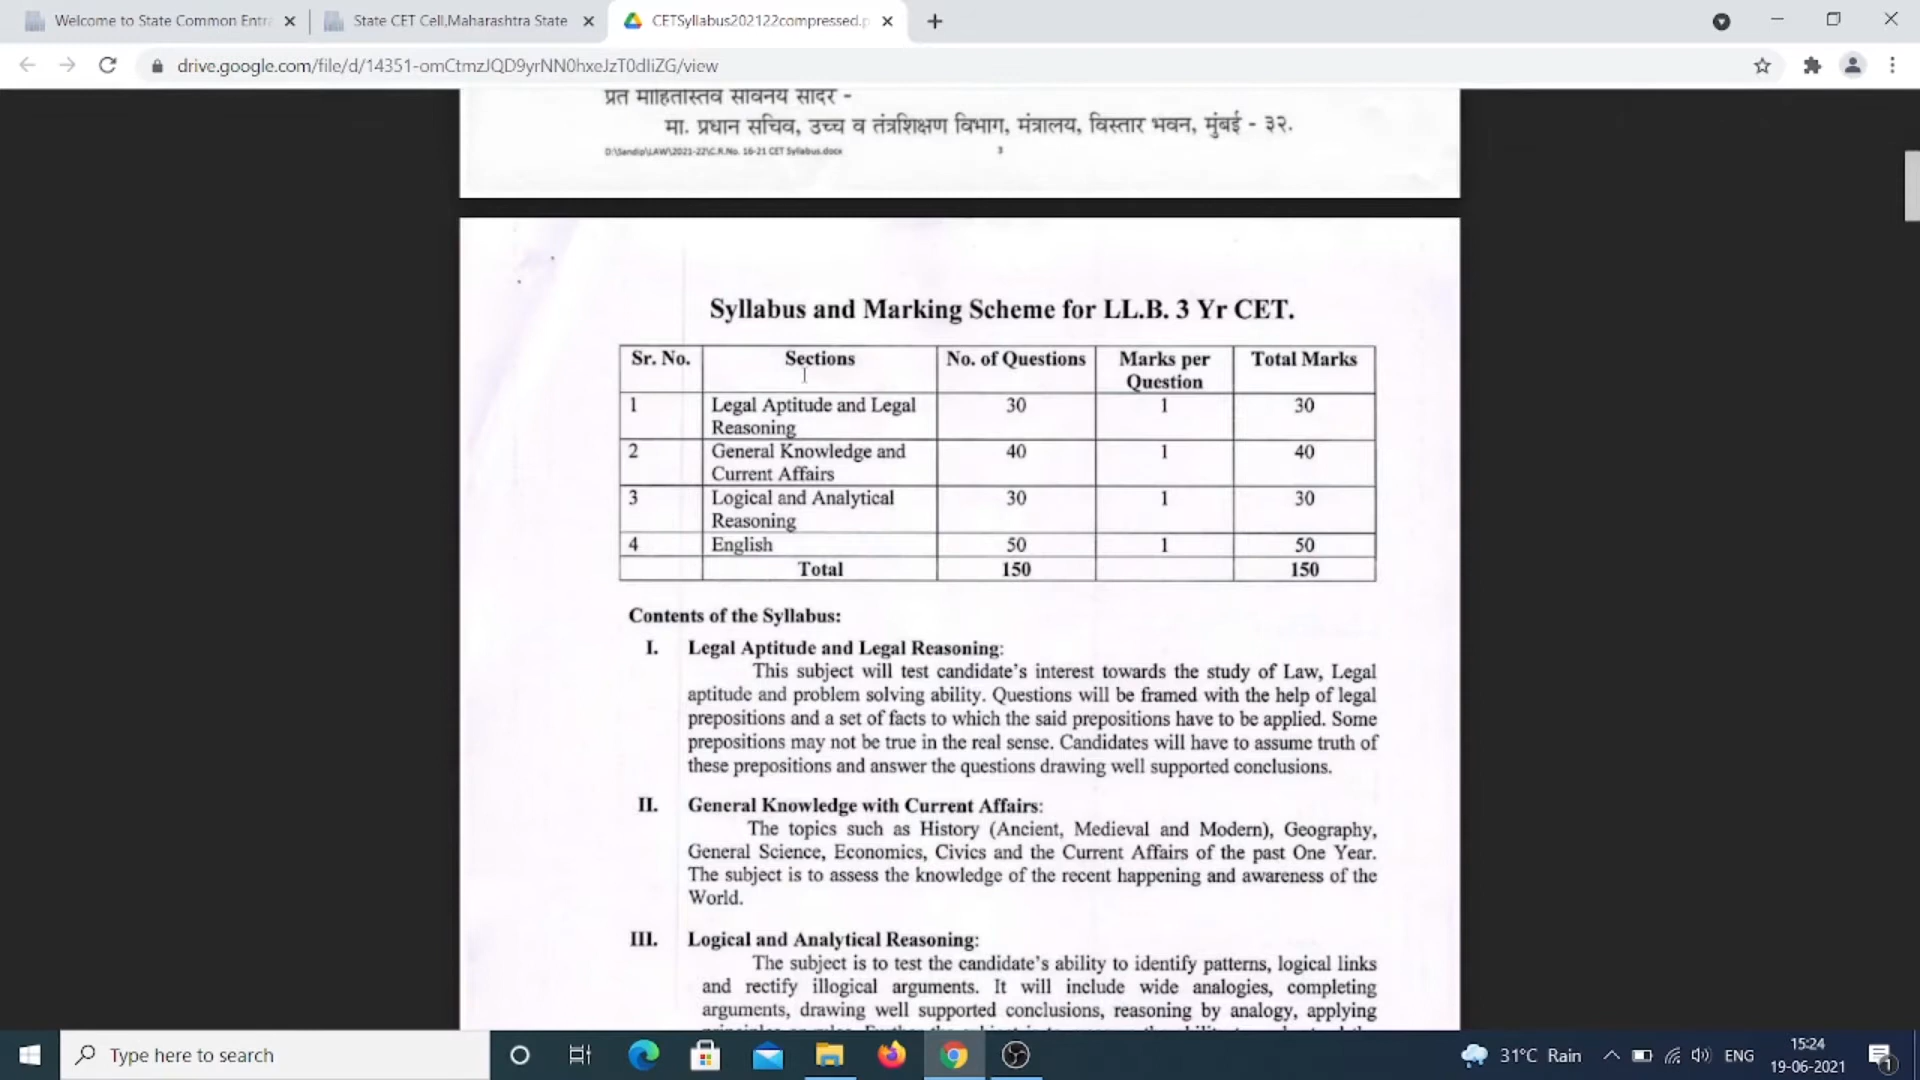 Welcome to State Common Entr
State CET Cell,Maharashtra State
CETSyllabus202122compressed.p
drive.google.com/file/d/14351-omCtmzJQD9yrNN0hxeJzT0dIiZG/view
प्रत माहितीस्तव सविनय सादर -
मा. प्रधान सचिव, उच्च व तंत्रशिक्षण विभाग, मंत्रालय, विस्तार भवन, मुंबई - ३२.
D:\Sandip\LAW\2021-22\C.R.No. 16-21 CET Syllabus.docx 3
Syllabus and Marking Scheme for LL.B. 3 Yr CET.
Sr. No. Sections No. of Questions Marks per Question Total Marks
1 Legal Aptitude and Legal Reasoning 30 1 30
2 General Knowledge and Current Affairs 40 1 40
3 Logical and Analytical Reasoning 30 1 30
4 English 50 1 50
Total 150 150
Contents of the Syllabus:
I. Legal Aptitude and Legal Reasoning:
This subject will test candidate's interest towards the study of Law, Legal
aptitude and problem solving ability. Questions will be framed with the help of legal
prepositions and a set of facts to which the said prepositions have to be applied. Some
prepositions may not be true in the real sense. Candidates will have to assume truth of
these prepositions and answer the questions drawing well supported conclusions.
II. General Knowledge with Current Affairs:
The topics such as History (Ancient, Medieval and Modern), Geography,
General Science, Economics, Civics and the Current Affairs of the past One Year.
The subject is to assess the knowledge of the recent happening and awareness of the
World.
III. Logical and Analytical Reasoning:
The subject is to test the candidate's ability to identify patterns, logical links
and rectify illogical arguments. It will include wide analogies, completing
arguments, drawing well supported conclusions, reasoning by analogy, applying
Type here to search
31°C Rain
ENG
15:24
19-06-2021
1